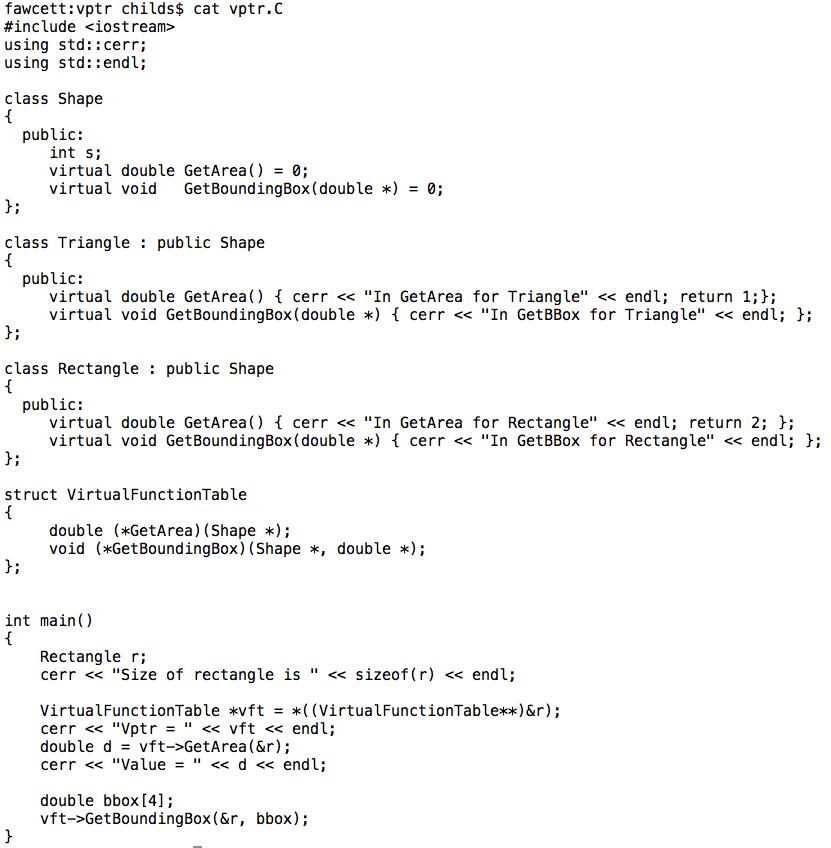 fawcett:vptr childs$ cat vptr.C
#include <iostream>
using std::cerr;
using std::endl;

class Shape
{
  public:
     int s;
     virtual double GetArea() = 0;
     virtual void   GetBoundingBox(double *) = 0;
};

class Triangle : public Shape
{
  public:
     virtual double GetArea() { cerr << "In GetArea for Triangle" << endl; return 1;};
     virtual void GetBoundingBox(double *) { cerr << "In GetBBox for Triangle" << endl; };
};

class Rectangle : public Shape
{
  public:
     virtual double GetArea() { cerr << "In GetArea for Rectangle" << endl; return 2; };
     virtual void GetBoundingBox(double *) { cerr << "In GetBBox for Rectangle" << endl; };
};

struct VirtualFunctionTable
{
     double (*GetArea)(Shape *);
     void (*GetBoundingBox)(Shape *, double *);
};


int main()
{
    Rectangle r;
    cerr << "Size of rectangle is " << sizeof(r) << endl;

    VirtualFunctionTable *vft = *((VirtualFunctionTable**)&r);
    cerr << "Vptr = " << vft << endl;
    double d = vft->GetArea(&r);
    cerr << "Value = " << d << endl;

    double bbox[4];
    vft->GetBoundingBox(&r, bbox);
}